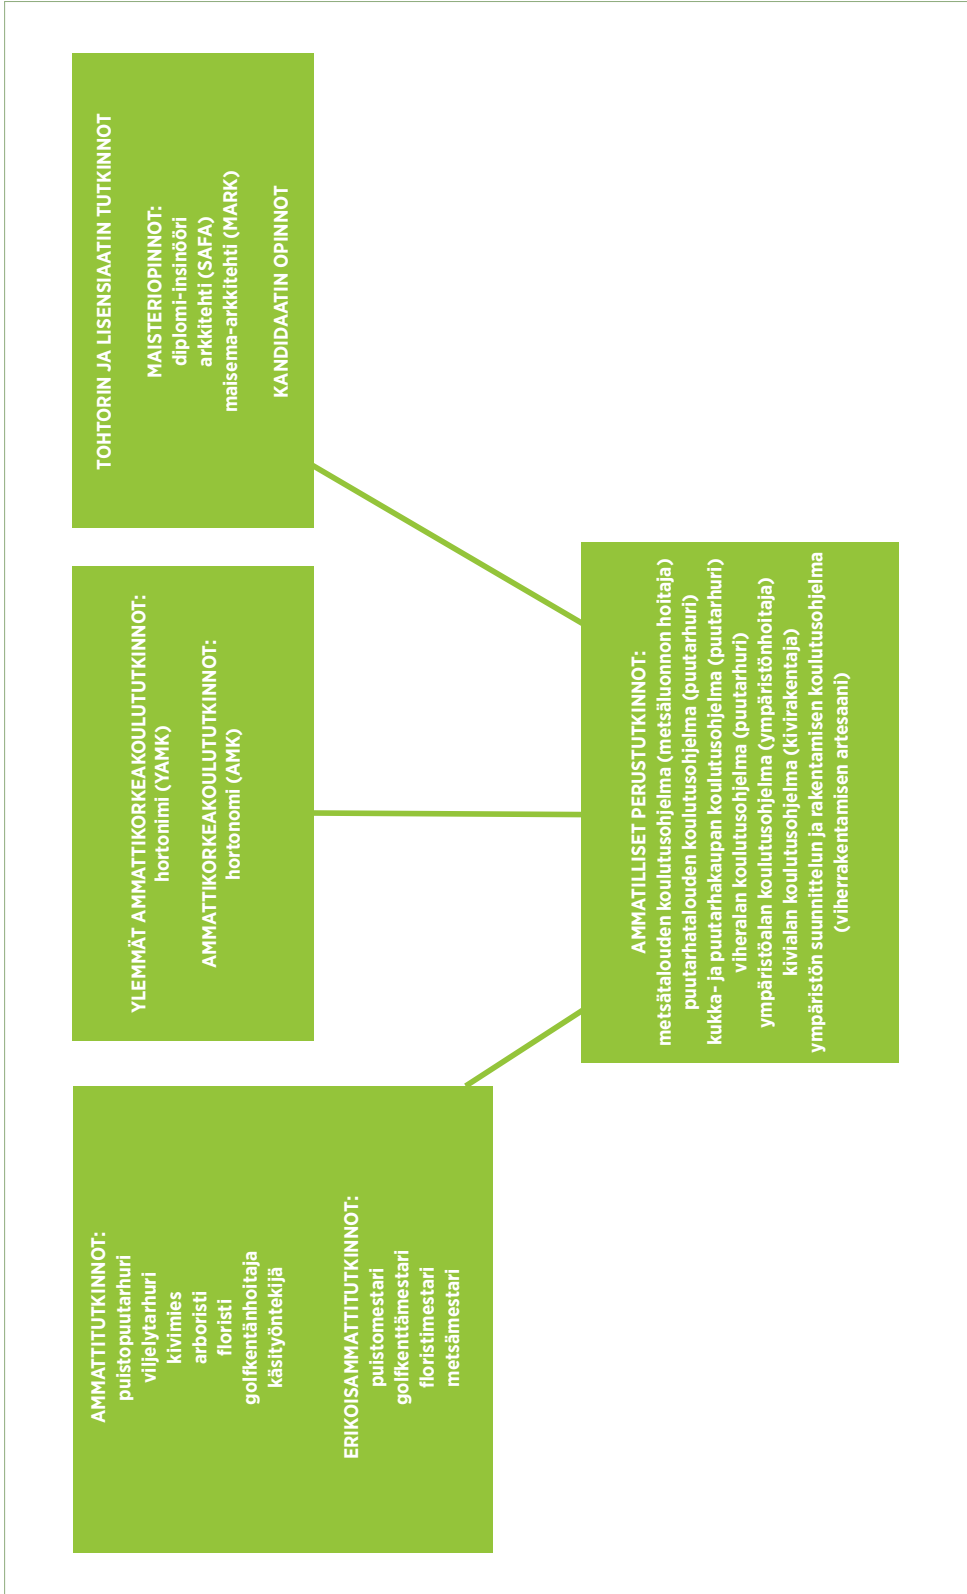 AMMATTITUTKINNOT:
puistopuutarhuri
viljelytarhuri
kivimies
arboristi
floristi
golfkentänhoitaja
käsityöntekijä
ERIKOISAMMATTITUTKINNOT:
puistomestari
golfkenttämestari
floristimestari
metsämestari
YLEMMÄT AMMATTIKORKEAKOULUTUTKINNOT:
hortonimi (YAMK)
AMMATTIKORKEAKOULUTUTKINNOT:
hortonomi (AMK)
TOHTORIN JA LISENSIAATIN TUTKINNOT
MAISTERIOPINNOT:
diplomi-insinööri
arkkitehti (SAFA)
maisema-arkkitehti (MARK)
KANDIDAATIN OPINNOT
AMMATILLISET PERUSTUTKINNOT:
metsätalouden koulutusohjelma (metsäluonnon hoitaja)
puutarhatalouden koulutusohjelma (puutarhuri)
kukka- ja puutarhakaupan koulutusohjelma (puutarhuri)
viheralan koulutusohjelma (puutarhuri)
ympäristöalan koulutusohjelma (ympäristönhoitaja)
kivialan koulutusohjelma (kivirakentaja)
ympäristön suunnittelun ja rakentamisen koulutusohjelma
(viherrakentamisen artesaani)